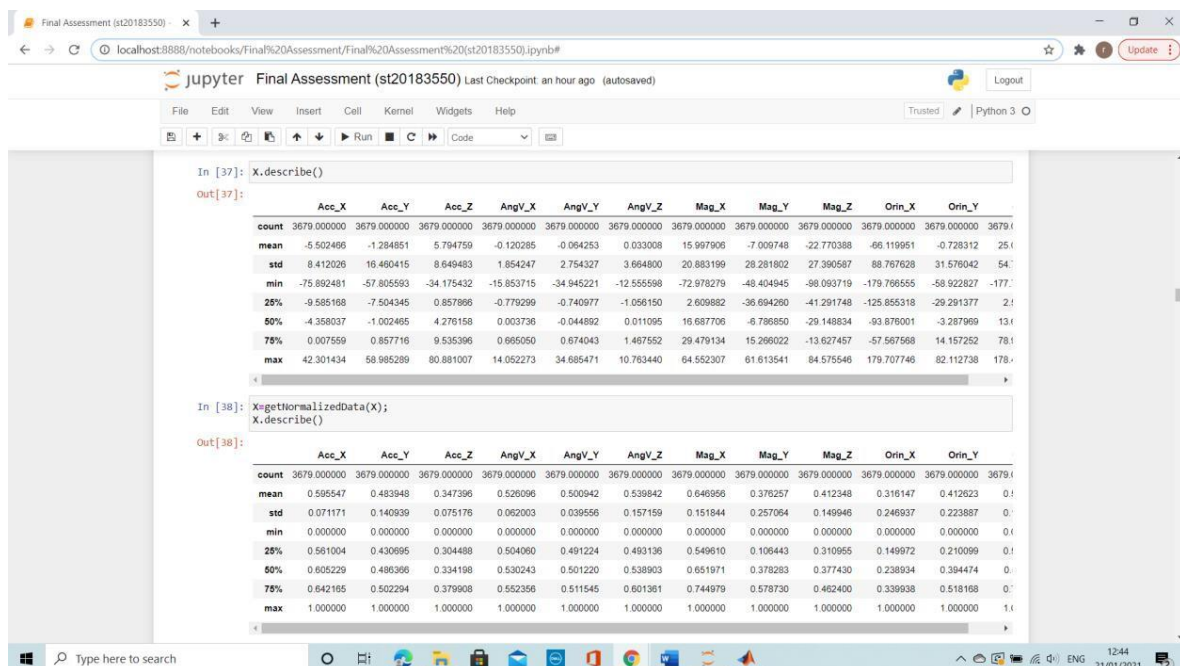 Final Assessment (st20183550) -
localhost:8888/notebooks/Final%20Assessment/Final%20Assessment%20(st20183550).ipynb#
r Update
jupyter Final Assessment (st20183550) Last Checkpoint: an hour ago (autosaved)
Logout
File Edit View Insert Cell Kernel Widgets Help
Trusted Python 3
Run Code
In [37]: X.describe()
Out[37]:
Acc_X Acc_Y Acc_Z AngV_X AngV_Y AngV_Z Mag_X Mag_Y Mag_Z Orin_X Orin_Y
count 3679.000000 3679.000000 3679.000000 3679.000000 3679.000000 3679.000000 3679.000000 3679.000000 3679.000000 3679.000000 3679.000000 3679.(
mean -5.502466 -1.284851 5.794759 -0.120285 -0.064253 0.033008 15.997906 -7.009748 -22.770388 -66.119951 -0.728312 25.(
std 8.412026 16.460415 8.649483 1.854247 2.754327 3.664800 20.883199 28.281802 27.390587 88.767628 31.576042 54.
min -75.892481 -57.805593 -34.175432 -15.853715 -34.945221 -12.555598 -72.978279 -48.404945 -98.093719 -179.766555 -58.922827 -177.
25% -9.585168 -7.504345 0.857866 -0.779299 -0.740977 -1.056150 2.609882 -36.694260 -41.291748 -125.855318 -29.291377 2.
50% -4.358037 -1.002465 4.276158 0.003736 -0.044892 0.011095 16.687706 -6.786850 -29.148834 -93.876001 -3.287969 13.(
75% 0.007559 0.857716 9.535396 0.665050 0.674043 1.467552 29.479134 15.266022 -13.627457 -57.567568 14.157252 78.
max 42.301434 58.985289 80.881007 14.052273 34.685471 10.763440 64.552307 61.613541 84.575546 179.707746 82.112738 178.
In [38]: X=getNormalizedData(X);
X.describe()
Out[38]:
Acc_X Acc_Y Acc_Z AngV_X AngV_Y AngV_Z Mag_X Mag_Y Mag_Z Orin_X Orin_Y
count 3679.000000 3679.000000 3679.000000 3679.000000 3679.000000 3679.000000 3679.000000 3679.000000 3679.000000 3679.000000 3679.000000 3679.(
mean 0.595547 0.483948 0.347396 0.526096 0.500942 0.539842 0.646956 0.376257 0.412348 0.316147 0.412623 0.
std 0.071171 0.140939 0.075176 0.062003 0.039556 0.157159 0.151844 0.257064 0.149946 0.246937 0.223887 0.
min 0.000000 0.000000 0.000000 0.000000 0.000000 0.000000 0.000000 0.000000 0.000000 0.000000 0.000000 0.(
25% 0.561004 0.430695 0.304488 0.504060 0.491224 0.493136 0.549610 0.106443 0.310955 0.149972 0.210099 0.
50% 0.605229 0.486366 0.334198 0.530243 0.501220 0.538903 0.651971 0.378283 0.377430 0.238934 0.394474 0.
75% 0.642165 0.502294 0.379908 0.552356 0.511545 0.601361 0.744979 0.578730 0.462400 0.339938 0.518168 0.
max 1.000000 1.000000 1.000000 1.000000 1.000000 1.000000 1.000000 1.000000 1.000000 1.000000 1.000000 1.(
Type here to search
ENG 12:44
21/01/2021